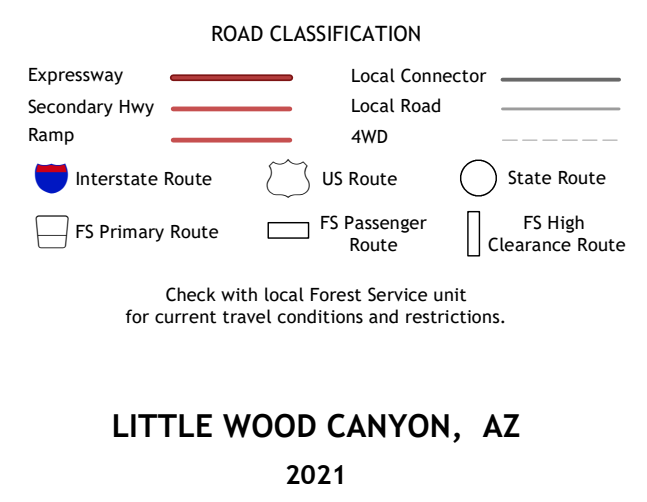 ROAD CLASSIFICATION
Expressway
Local Connector
Secondary Hwy
Local Road
Ramp
4WD
Interstate Route
US Route
State Route
FS Primary Route
FS Passenger
Route
FS High
Clearance Route
Check with local Forest Service unit
for current travel conditions and restrictions.
LITTLE WOOD CANYON, AZ
2021